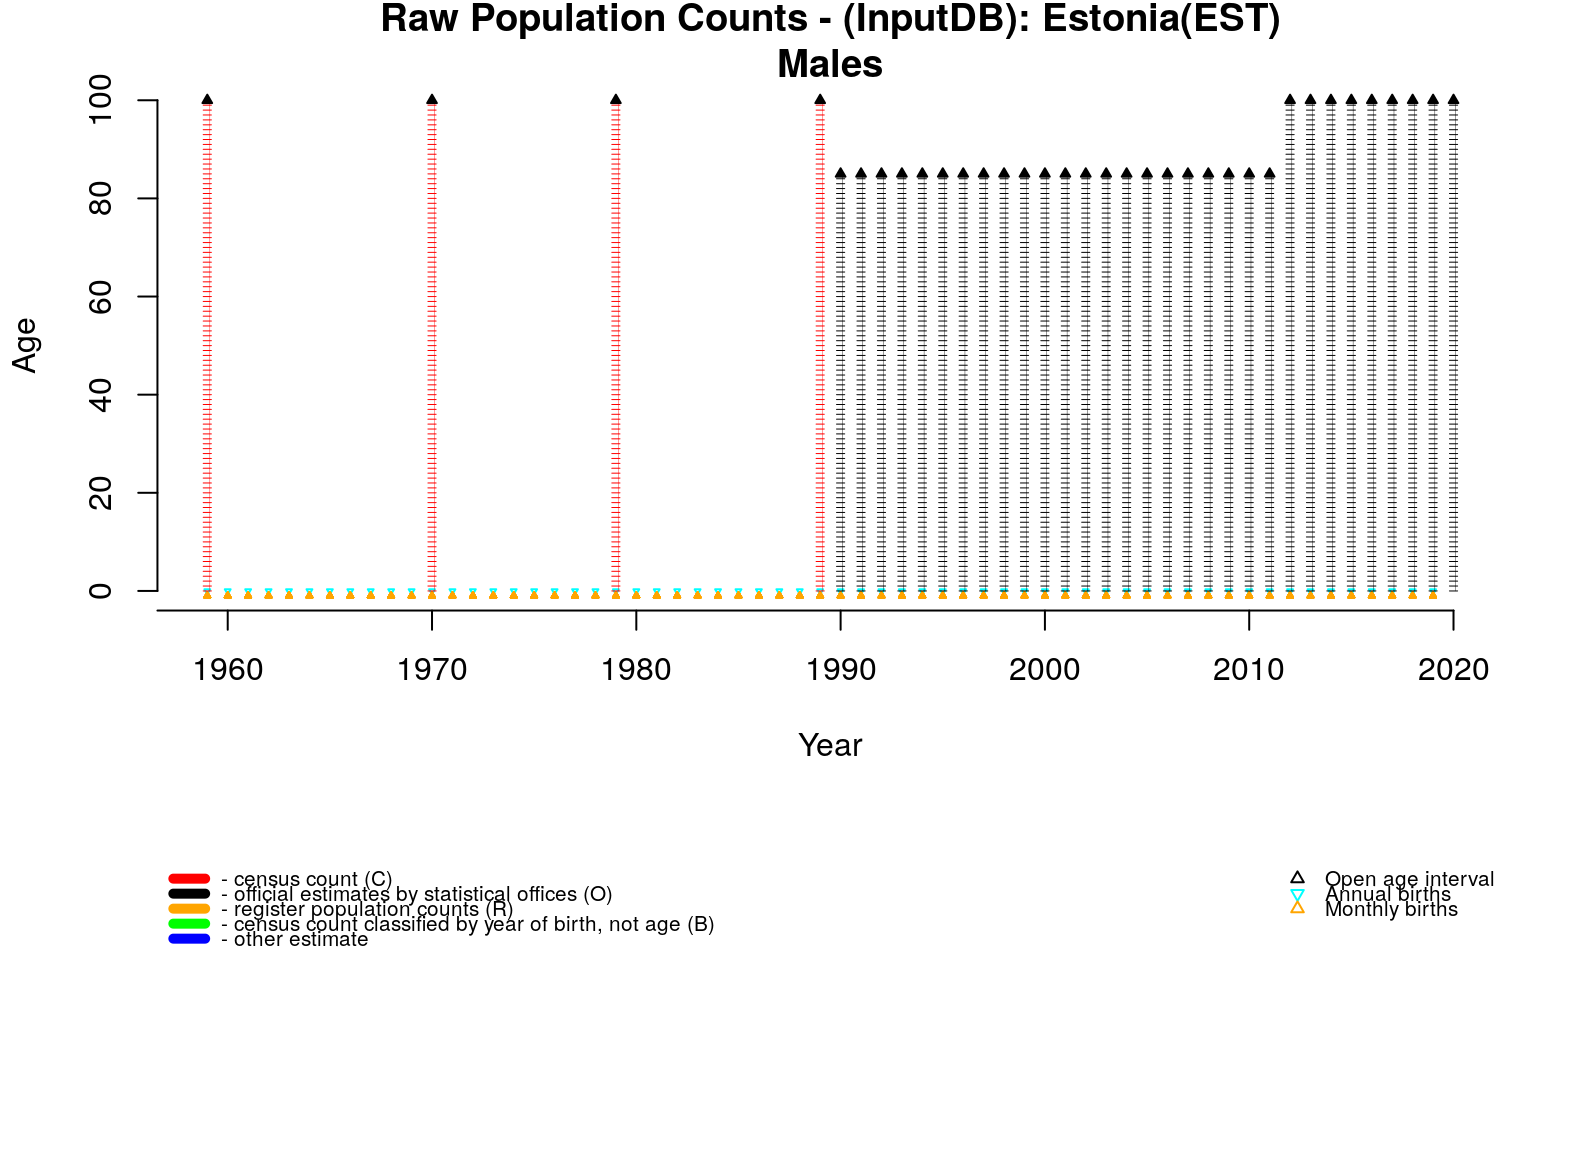 Raw Population Counts - (InputDB): Estonia(EST)
Males
100
80
60
40
20
0
Age
1960 1970 1980 1990 2000 2010 2020
Year
- census count (C)
- official estimates by statistical offices (O)
- register population counts (R)
- census count classified by year of birth, not age (B)
- other estimate
Open age interval
Annual births
Monthly births